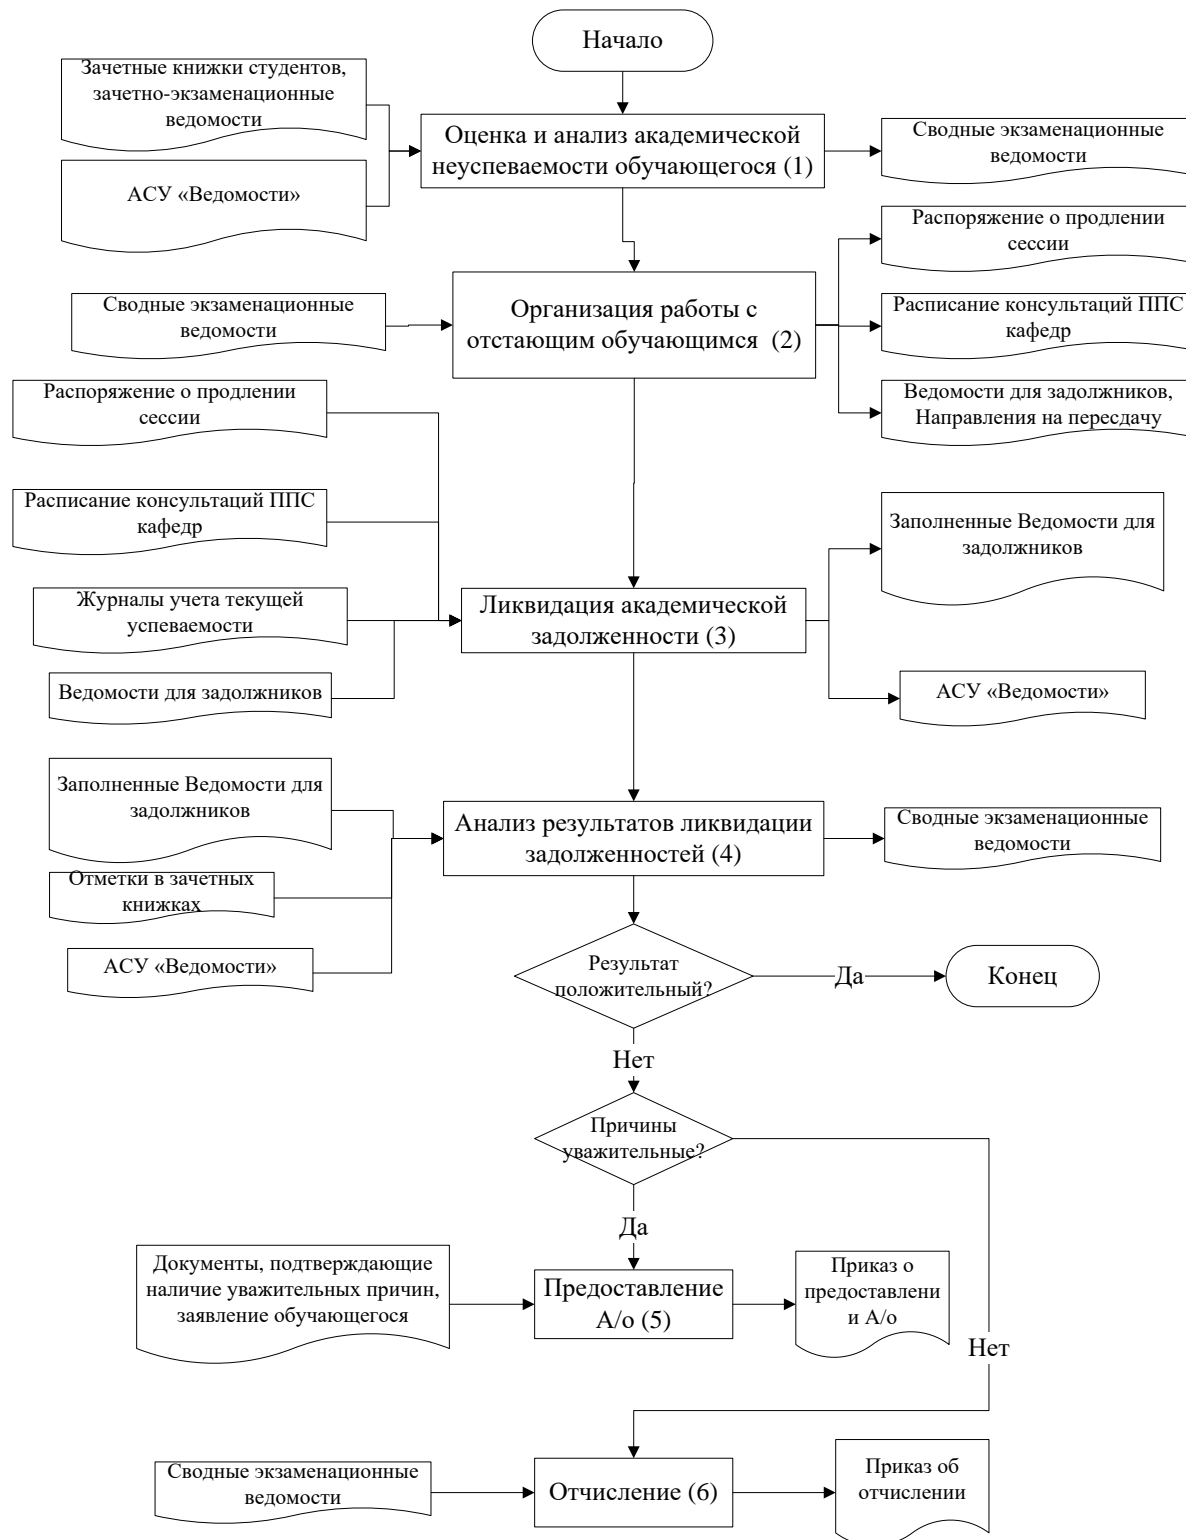 Начало
Зачетные книжки студентов,
зачетно-экзаменационные
ведомости
АСУ «Ведомости»
Оценка и анализ академической
неуспеваемости обучающегося (1)
Сводные экзаменационные
ведомости
Распоряжение о продлении
сессии
Сводные экзаменационные
ведомости
Организация работы с
отстающим обучающимся (2)
Расписание консультаций ППС
кафедр
Ведомости для задолжников,
Направления на пересдачу
Распоряжение о продлении
сессии
Расписание консультаций ППС
кафедр
Журналы учета текущей
успеваемости
Ведомости для задолжников
Ликвидация академической
задолженности (3)
Заполненные Ведомости для
задолжников
АСУ «Ведомости»
Заполненные Ведомости для
задолжников
Отметки в зачетных
книжках
АСУ «Ведомости»
Анализ результатов ликвидации
задолженностей (4)
Сводные экзаменационные
ведомости
Результат
положительный?
Да
Конец
Нет
Причины
уважительные?
Да
Нет
Документы, подтверждающие
наличие уважительных причин,
заявление обучающегося
Предоставление
А/о (5)
Приказ о
предоставлени
и А/о
Сводные экзаменационные
ведомости
Отчисление (6)
Приказ об
отчислении